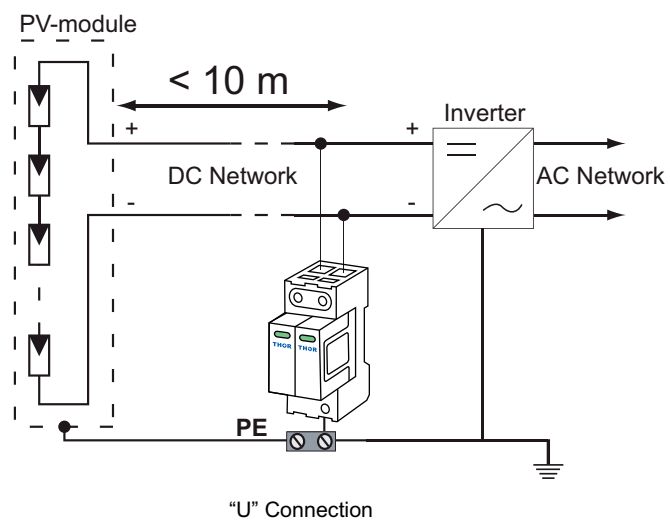 PV-module
< 10 m
Inverter
+
+
DC Network
AC Network
-
-
THOR
THOR
PE
“U” Connection